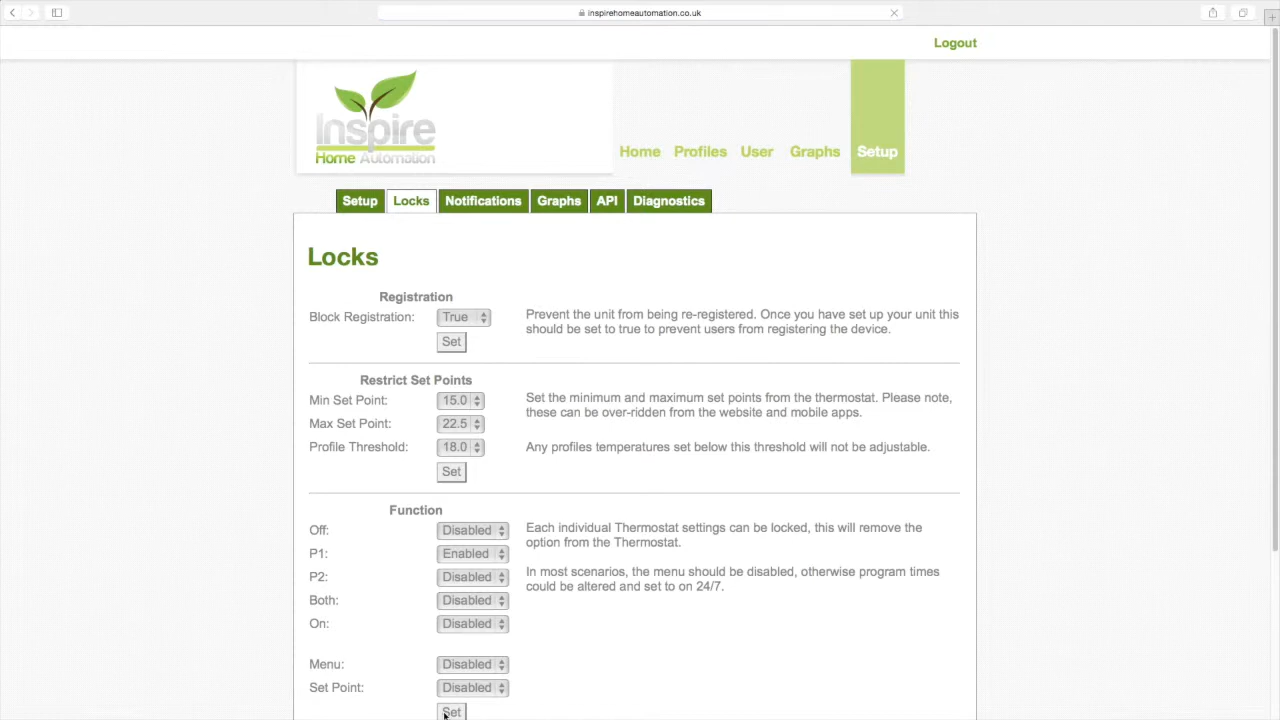 inspirehomeautomation.co.uk
Logout
Inspire
Home Automation
Home Profiles User Graphs Setup
Setup Locks Notifications Graphs API Diagnostics
Locks
Registration
Block Registration: True
Prevent the unit from being re-registered. Once you have set up your unit this
should be set to true to prevent users from registering the device.
Set
Restrict Set Points
Min Set Point: 15.0
Set the minimum and maximum set points from the thermostat. Please note,
these can be over-ridden from the website and mobile apps.
Max Set Point: 22.5
Profile Threshold: 18.0
Any profiles temperatures set below this threshold will not be adjustable.
Set
Function
Off: Disabled
Each individual Thermostat settings can be locked, this will remove the
option from the Thermostat.
P1: Enabled
P2: Disabled
In most scenarios, the menu should be disabled, otherwise program times
could be altered and set to on 24/7.
Both: Disabled
On: Disabled
Menu: Disabled
Set Point: Disabled
Set